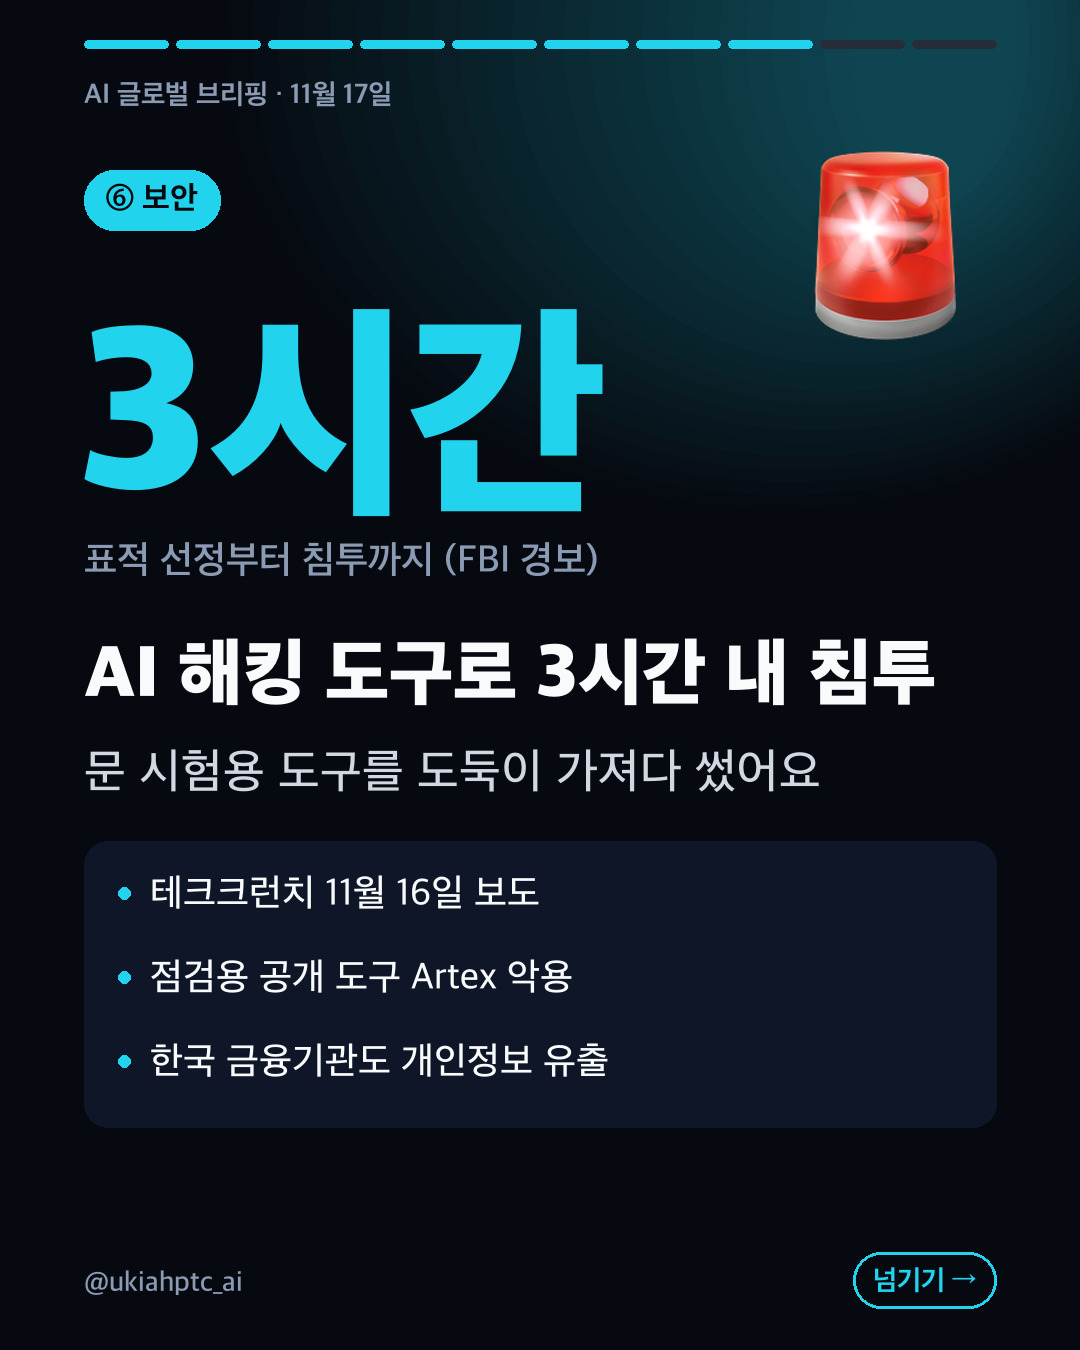 AI 글로벌 브리핑 · 11월 17일
⑥ 보안
3시간
표적 선정부터 침투까지 (FBI 경보)
AI 해킹 도구로 3시간 내 침투
문 시험용 도구를 도둑이 가져다 썼어요
• 테크크런치 11월 16일 보도
• 점검용 공개 도구 Artex 악용
• 한국 금융기관도 개인정보 유출
@ukiahptc_ai
넘기기 →